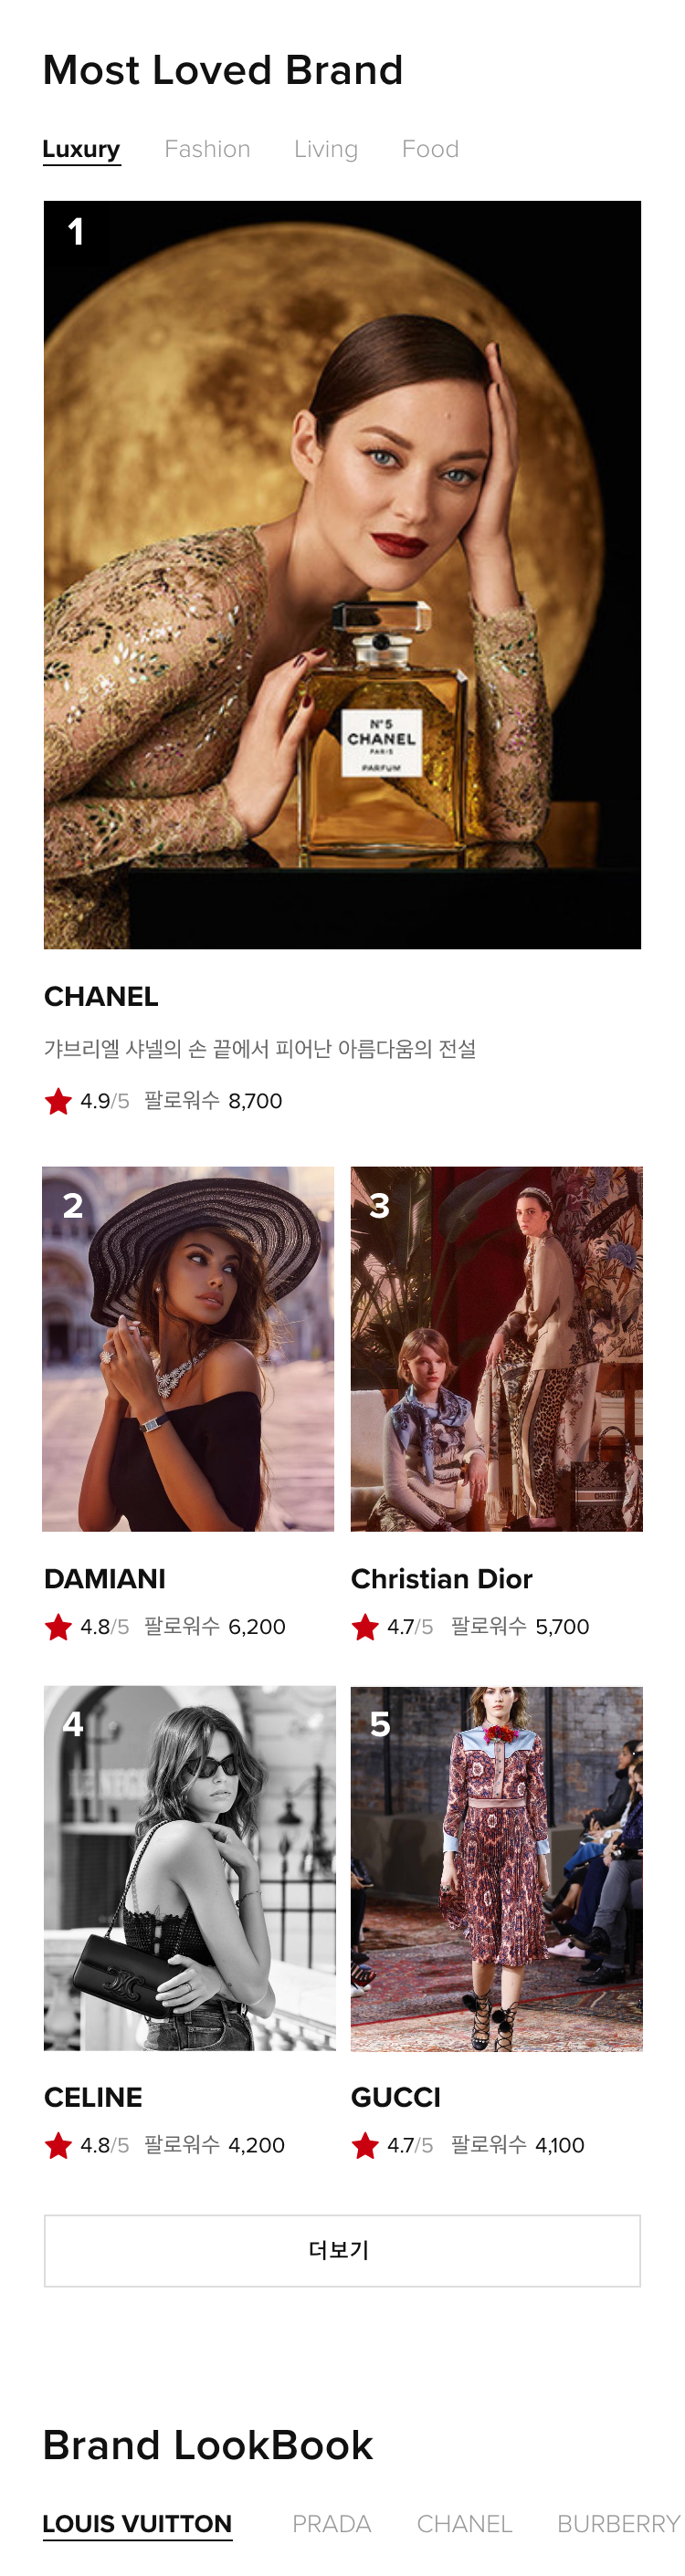 Most Loved Brand
Luxury Fashion Living Food
1
N°5
CHANEL
PARIS
PARFUM
CHANEL
갸브리엘 샤넬의 손 끝에서 피어난 아름다움의 전설
4.9/5 팔로워수 8,700
2 3
DAMIANI Christian Dior
4.8/5 팔로워수 6,200 4.7/5 팔로워수 5,700
4 5
CELINE GUCCI
4.8/5 팔로워수 4,200 4.7/5 팔로워수 4,100
더보기
Brand LookBook
LOUIS VUITTON PRADA CHANEL BURBERRY